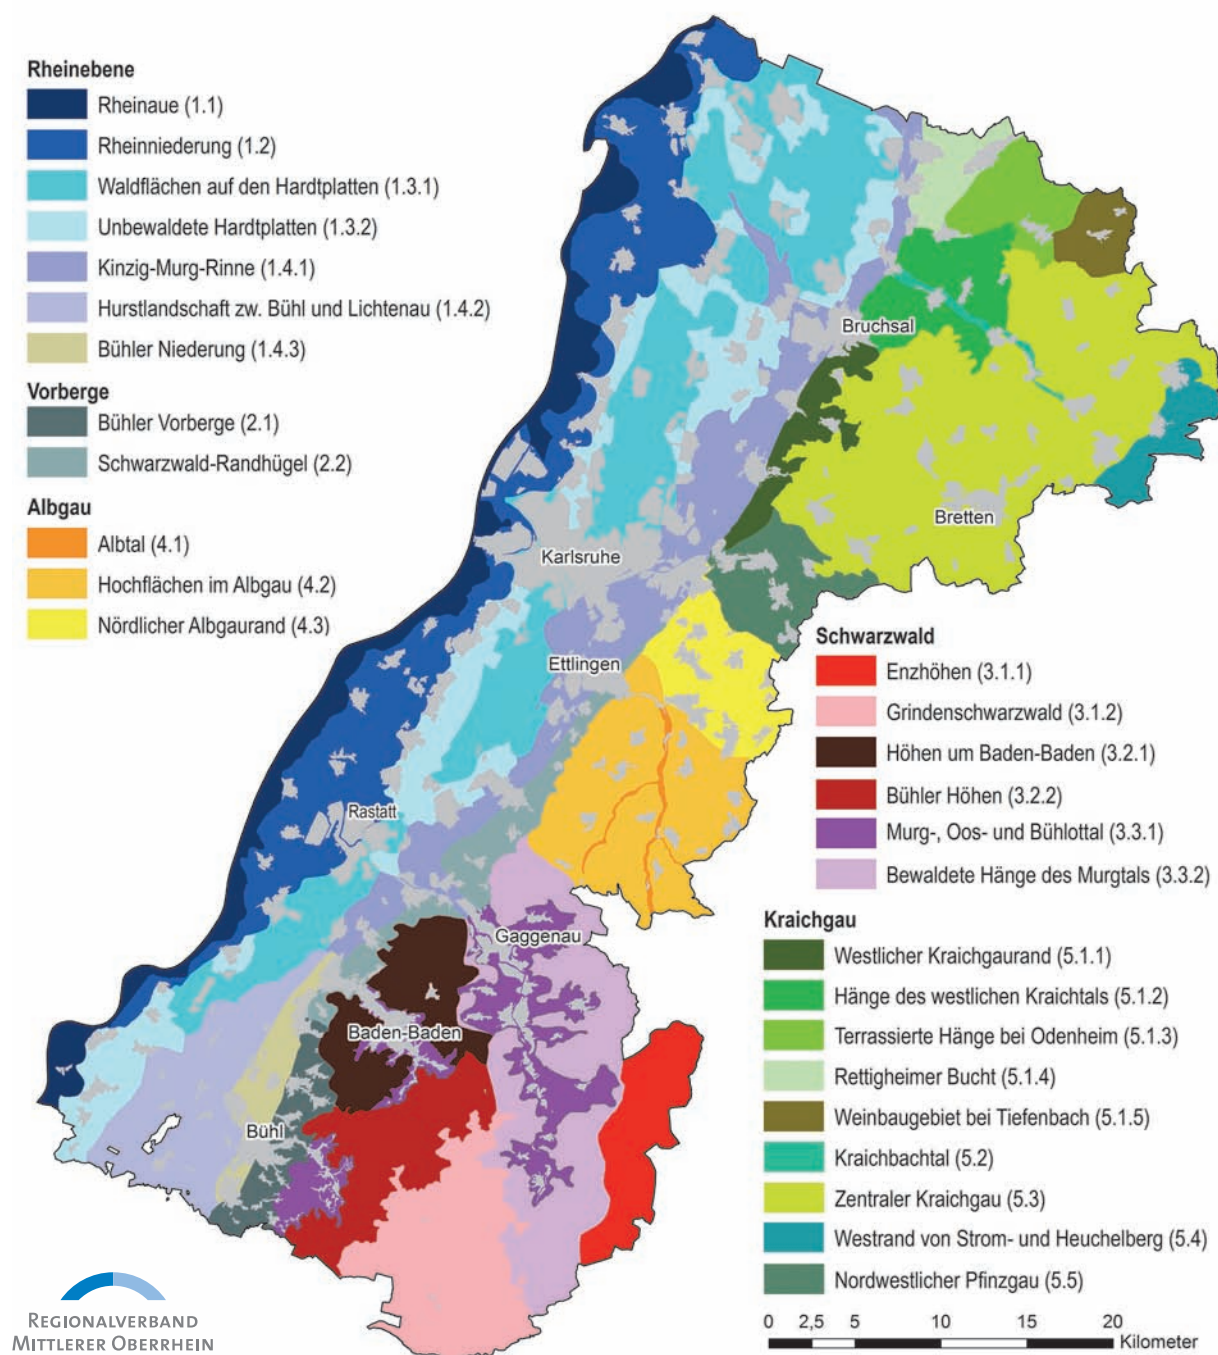 Rheinebene
Rheinaue (1.1)
Rheinniederung (1.2)
Waldflächen auf den Hardtplatten (1.3.1)
Unbewaldete Hardtplatten (1.3.2)
Kinzig-Murg-Rinne (1.4.1)
Hurstlandschaft zw. Bühl und Lichtenau (1.4.2)
Bühler Niederung (1.4.3)
Vorberge
Bühler Vorberge (2.1)
Schwarzwald-Randhügel (2.2)
Albgau
Albtal (4.1)
Hochflächen im Albgau (4.2)
Nördlicher Albgaurand (4.3)
Bruchsal
Bretten
Karlsruhe
Ettlingen
Rastatt
Gaggenau
Baden-Baden
Bühl
Schwarzwald
Enzhöhen (3.1.1)
Grindenschwarzwald (3.1.2)
Höhen um Baden-Baden (3.2.1)
Bühler Höhen (3.2.2)
Murg-, Oos- und Bühlottal (3.3.1)
Bewaldete Hänge des Murgtals (3.3.2)
Kraichgau
Westlicher Kraichgaurand (5.1.1)
Hänge des westlichen Kraichtals (5.1.2)
Terrassierte Hänge bei Odenheim (5.1.3)
Rettigheimer Bucht (5.1.4)
Weinbaugebiet bei Tiefenbach (5.1.5)
Kraichbachtal (5.2)
Zentraler Kraichgau (5.3)
Westrand von Strom- und Heuchelberg (5.4)
Nordwestlicher Pfinzgau (5.5)
0 2,5 5 10 15 20
Kilometer
REGIONALVERBAND
MITTLERER OBERRHEIN